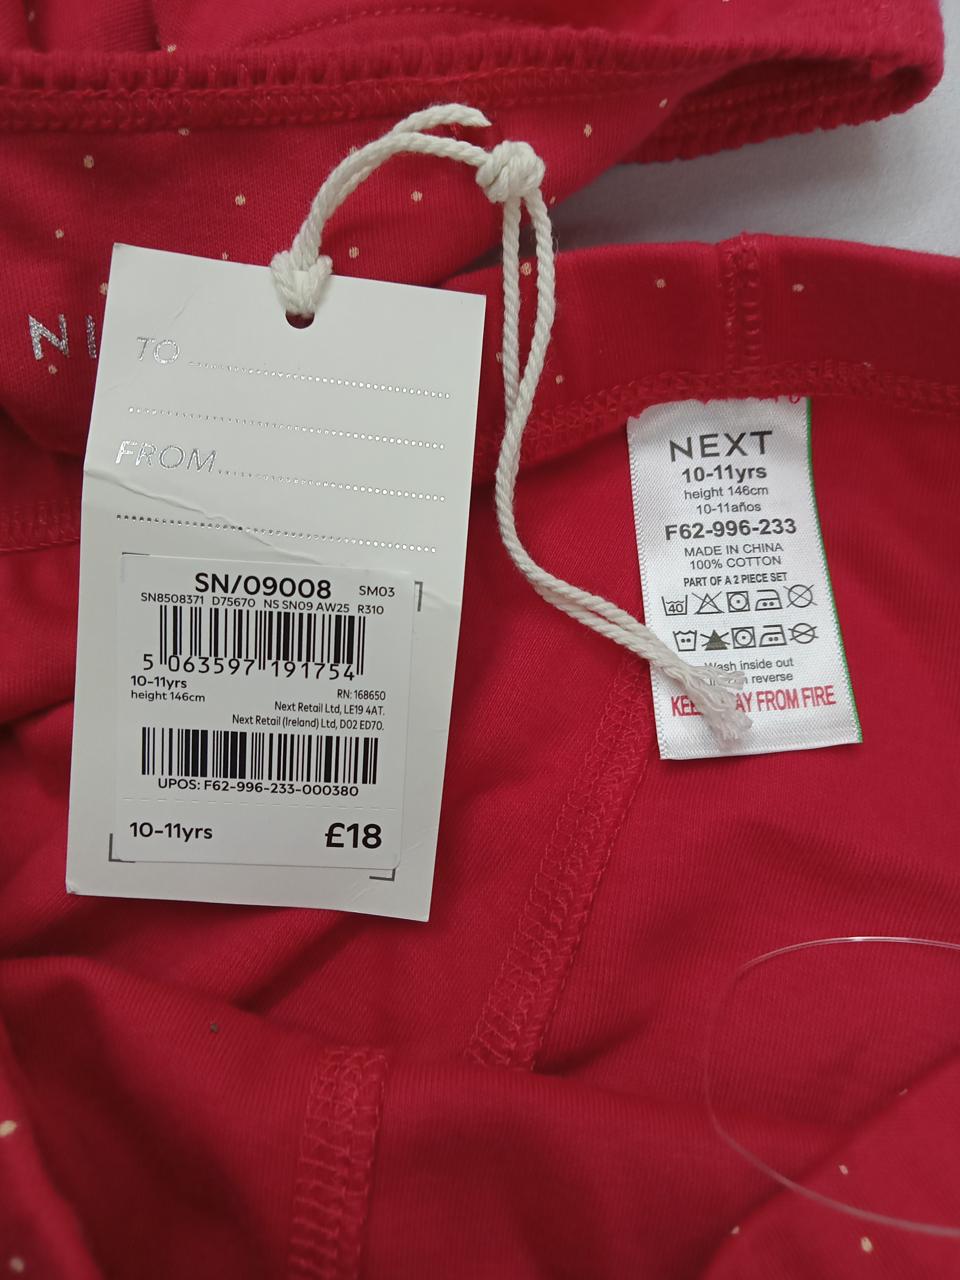 TO
FROM
SN/09008
SM03
SN8508371 D75670 NS SN09 AW25 R310
5 063597 191754
10-11yrs
height 146cm
RN: 168650
Next Retail Ltd, LE19 4AT.
Next Retail (Ireland) Ltd, D02 ED70.
UPOS: F62-996-233-000380
10-11yrs
£18
NEXT
10-11yrs
height 146cm
10-11años
F62-996-233
MADE IN CHINA
100% COTTON
PART OF A 2 PIECE SET
40
Wash inside out
reverse
FROM FIRE